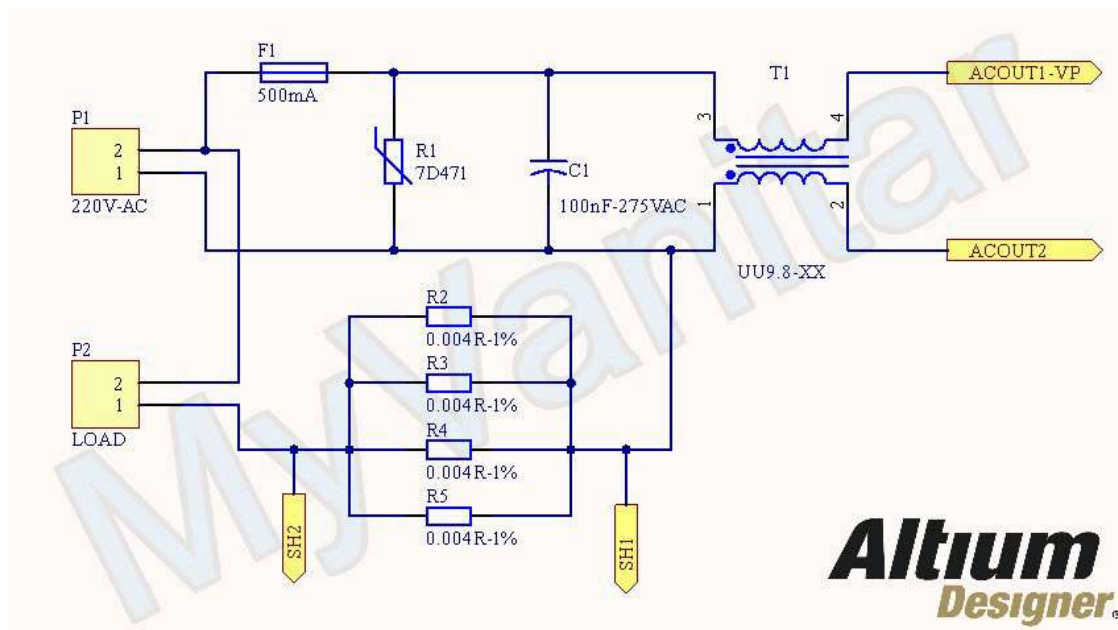 F1
500mA
P1
2
1
220V-AC
R1
7D471
C1
100nF-275VAC
T1
3
4
1
2
UU9.8-XX
ACOUT1-VP
ACOUT2
P2
2
1
LOAD
R2
0.004R-1%
R3
0.004R-1%
R4
0.004R-1%
R5
0.004R-1%
SH2
SH1
MyVanitar
Altium
Designer